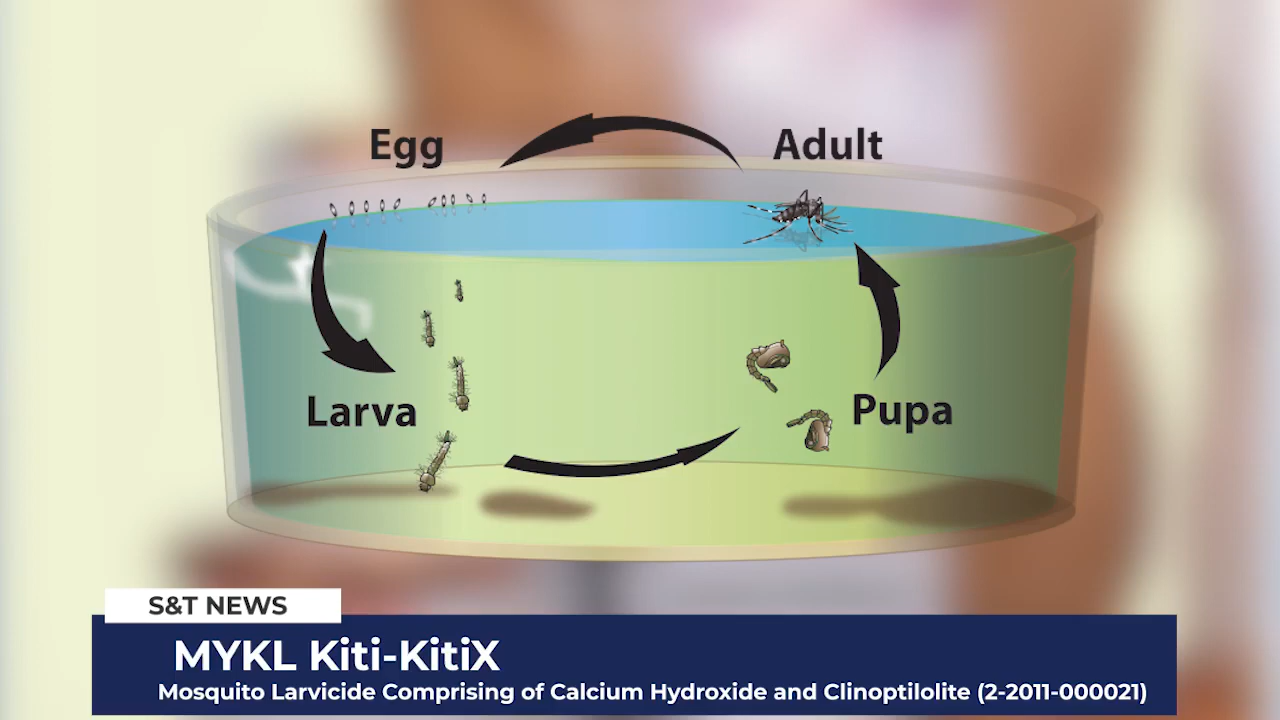 Egg
Adult
Larva
Pupa
S&T NEWS
MYKL Kiti-KitiX
Mosquito Larvicide Comprising of Calcium Hydroxide and Clinoptilolite (2-2011-000021)